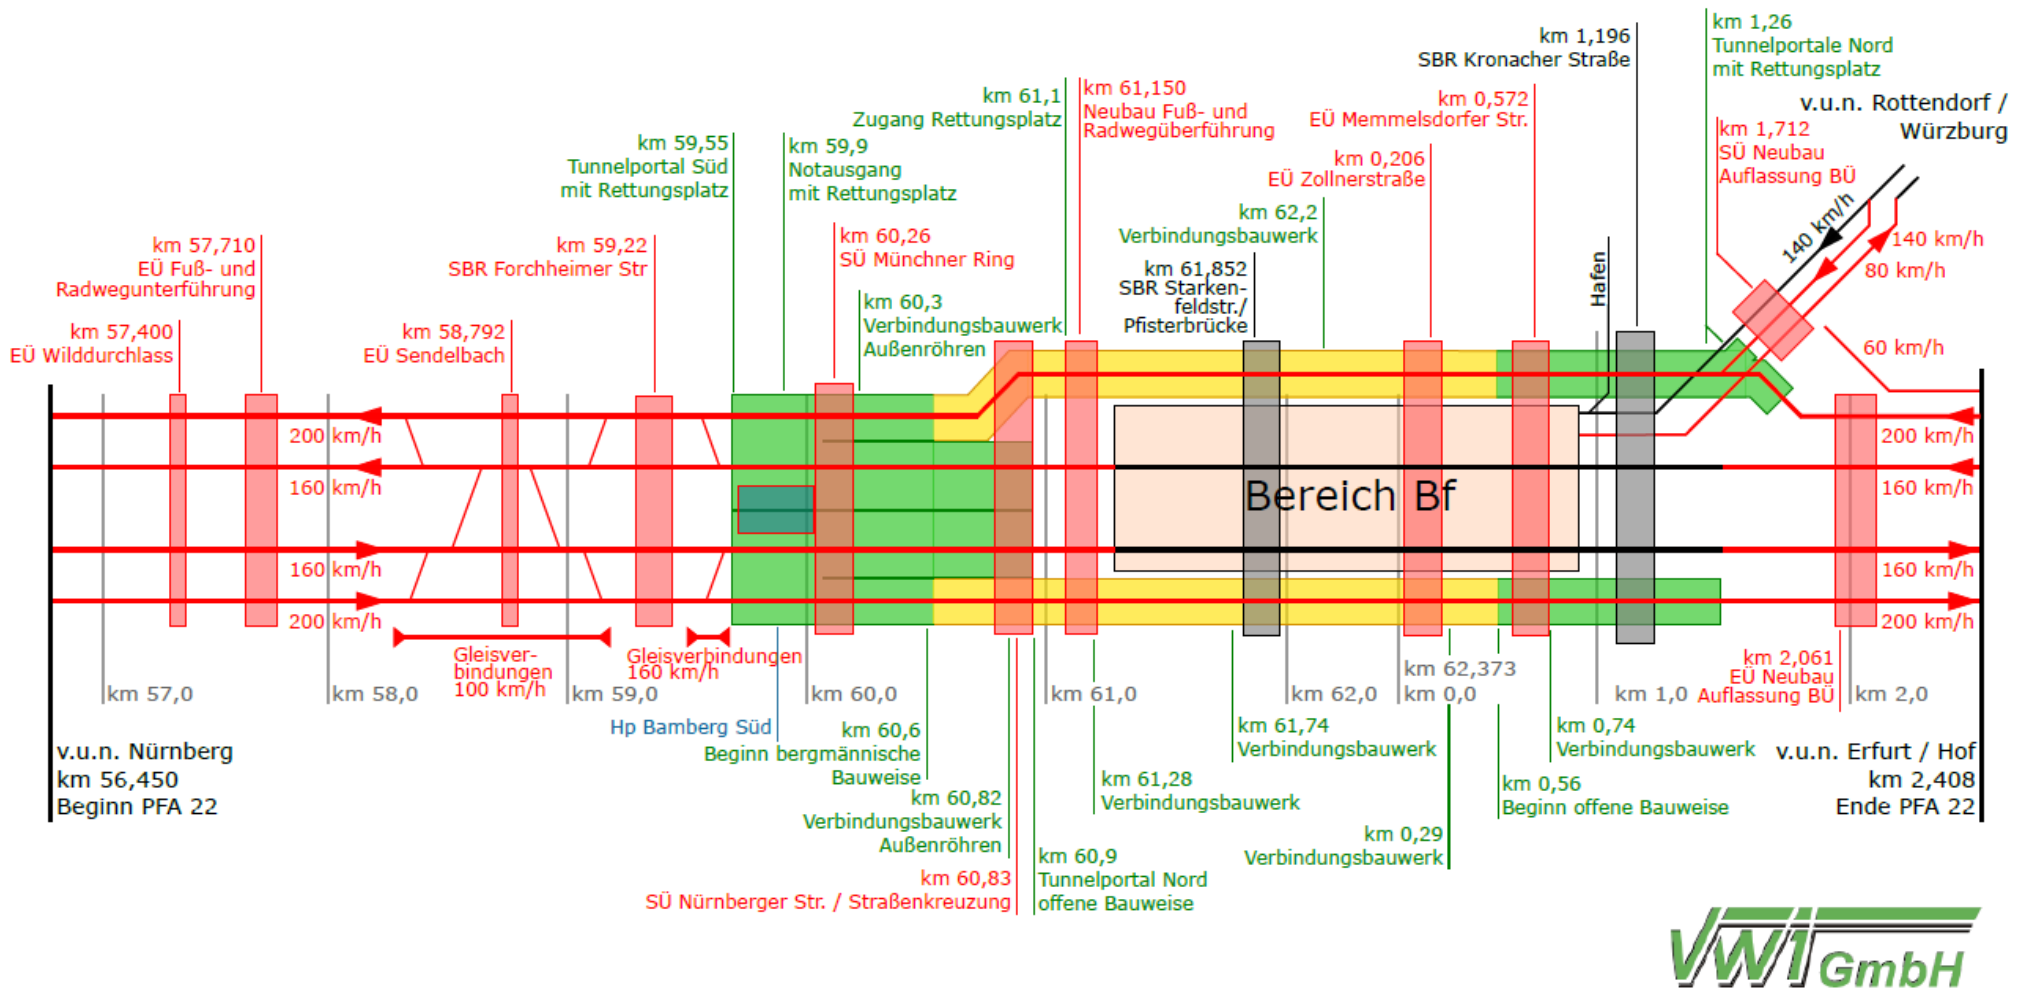 km 1,26
Tunnelportale Nord
mit Rettungsplatz
km 1,196
SBR Kronacher Straße
km 61,150
Neubau Fuß- und
Radwegüberführung
km 61,1
Zugang Rettungsplatz
km 0,572
EÜ Memmelsdorfer Str.
v.u.n. Rottendorf /
Würzburg
km 1,712
SÜ Neubau
Auflassung BÜ
km 59,55
Tunnelportal Süd
mit Rettungsplatz
km 59,9
Notausgang
mit Rettungsplatz
km 0,206
EÜ Zollnerstraße
km 62,2
Verbindungsbauwerk
km 57,710
EÜ Fuß- und
Radwegunterführung
km 59,22
SBR Forchheimer Str
km 60,26
SÜ Münchner Ring
km 61,852
SBR Starken-
feldstr./
Pfisterbrücke
Hafen
140 km/h
140 km/h
80 km/h
km 60,3
Verbindungsbauwerk
Außenröhren
km 57,400
EÜ Wilddurchlass
km 58,792
EÜ Sendelbach
60 km/h
200 km/h
200 km/h
160 km/h
160 km/h
Bereich Bf
160 km/h
160 km/h
200 km/h
200 km/h
Gleisver-
bindungen
100 km/h
Gleisverbindungen
160 km/h
km 57,0
km 58,0
km 59,0
km 60,0
km 61,0
km 62,0
km 62,373
km 0,0
km 1,0
km 2,0
km 2,061
EÜ Neubau
Auflassung BÜ
Hp Bamberg Süd
km 60,6
Beginn bergmännische
Bauweise
km 61,74
Verbindungsbauwerk
km 0,74
Verbindungsbauwerk
v.u.n. Nürnberg
km 56,450
Beginn PFA 22
v.u.n. Erfurt / Hof
km 2,408
Ende PFA 22
km 61,28
Verbindungsbauwerk
km 0,56
Beginn offene Bauweise
km 60,82
Verbindungsbauwerk
Außenröhren
km 0,29
Verbindungsbauwerk
km 60,9
Tunnelportal Nord
offene Bauweise
km 60,83
SÜ Nürnberger Str. / Straßenkreuzung
VWI GmbH